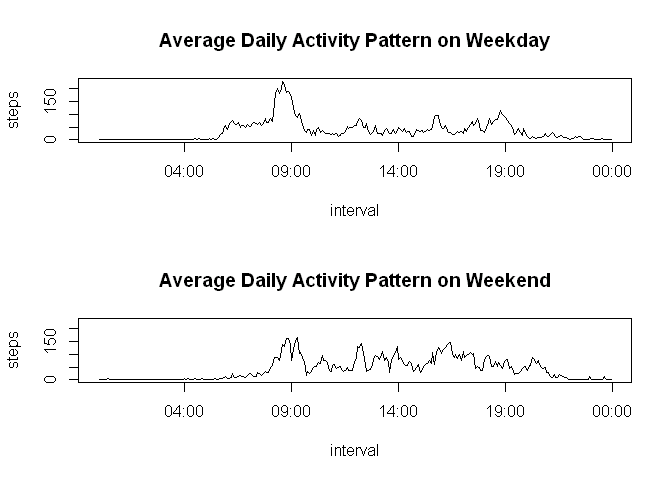 Average Daily Activity Pattern on Weekday
steps
150
0
04:00 09:00 14:00 19:00 00:00
interval
Average Daily Activity Pattern on Weekend
steps
150
0
04:00 09:00 14:00 19:00 00:00
interval